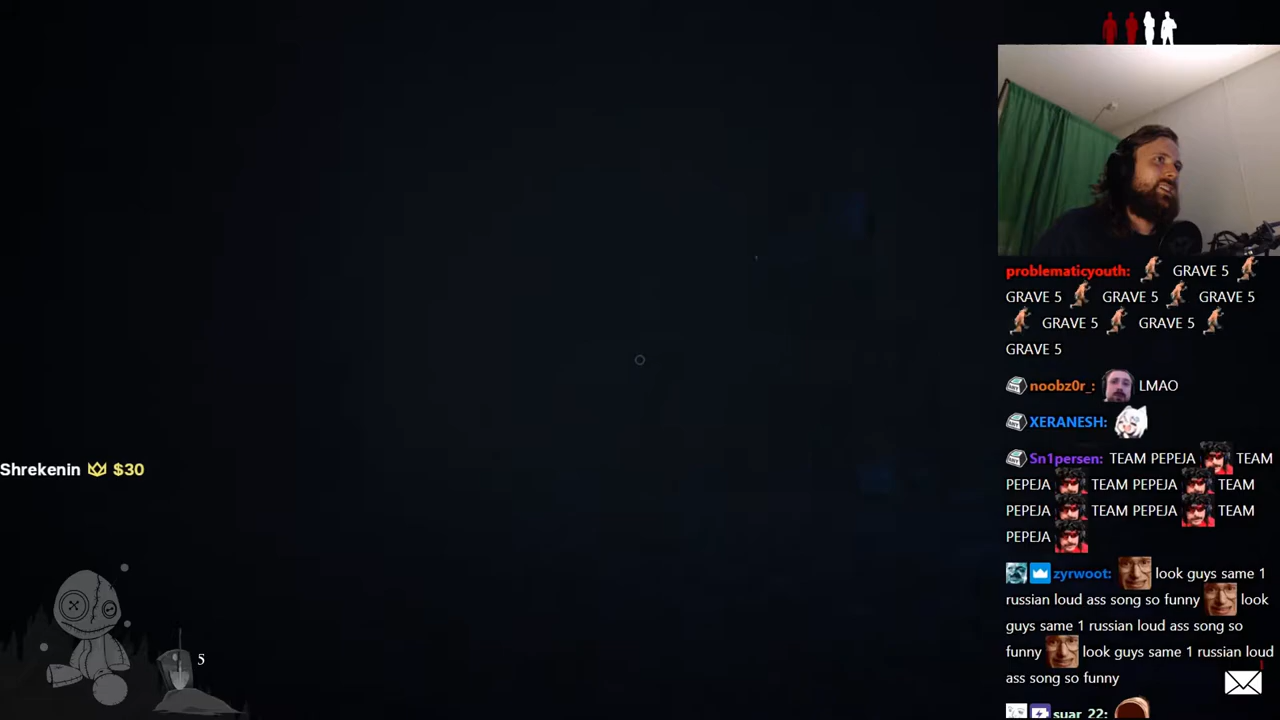 problematicyouth: GRAVE 5
GRAVE 5 GRAVE 5 GRAVE 5
GRAVE 5 GRAVE 5
GRAVE 5
noobz0r_: LMAO
XERANESH:
Shrekenin $30
Sn1persen: TEAM PEPEJA TEAM
PEPEJA TEAM PEPEJA TEAM
PEPEJA TEAM PEPEJA TEAM
PEPEJA
zyrwoot: look guys same 1
russian loud ass song so funny look
guys same 1 russian loud ass song so
funny look guys same 1 russian loud
ass song so funny
5
suar_22: